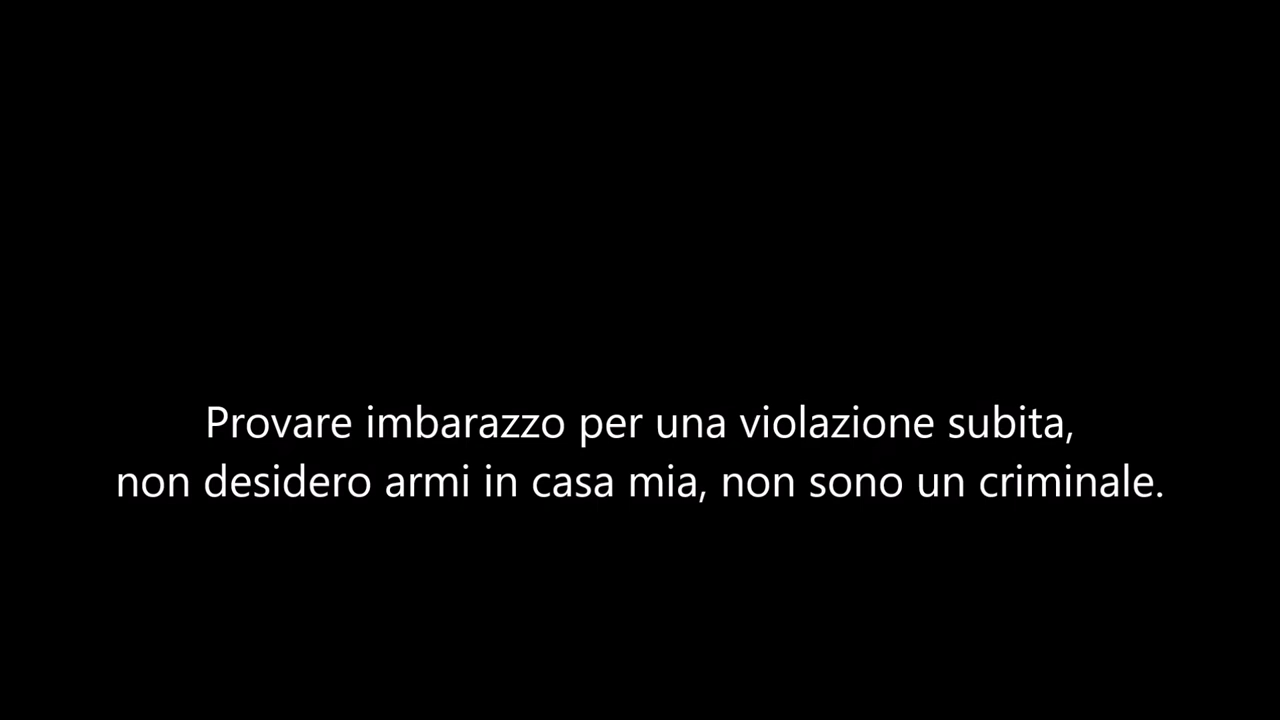 Provare imbarazzo per una violazione subita,
non desidero armi in casa mia, non sono un criminale.